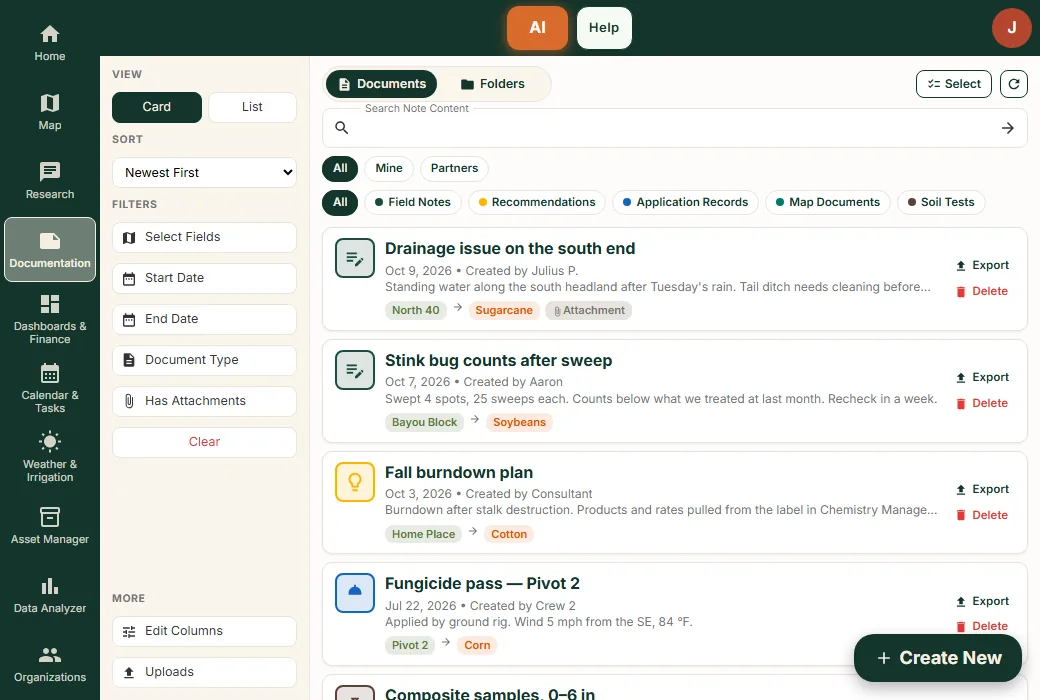 AI
Help
J
Home
Map
Research
Documentation
Dashboards &
Finance
Calendar &
Tasks
Weather &
Irrigation
Asset Manager
Data Analyzer
Organizations
VIEW
Card
List
SORT
Newest First
FILTERS
Select Fields
Start Date
End Date
Document Type
Has Attachments
Clear
MORE
Edit Columns
Uploads
Documents
Folders
Select
Search Note Content
All
Mine
Partners
All
Field Notes
Recommendations
Application Records
Map Documents
Soil Tests
Drainage issue on the south end
Oct 9, 2026 • Created by Julius P.
Standing water along the south headland after Tuesday's rain. Tail ditch needs cleaning before...
North 40
Sugarcane
Attachment
Export
Delete
Stink bug counts after sweep
Oct 7, 2026 • Created by Aaron
Swept 4 spots, 25 sweeps each. Counts below what we treated at last month. Recheck in a week.
Bayou Block
Soybeans
Export
Delete
Fall burndown plan
Oct 3, 2026 • Created by Consultant
Burndown after stalk destruction. Products and rates pulled from the label in Chemistry Manage...
Home Place
Cotton
Export
Delete
Fungicide pass — Pivot 2
Jul 22, 2026 • Created by Crew 2
Applied by ground rig. Wind 5 mph from the SE, 84 °F.
Pivot 2
Corn
Export
Delete
Composite samples, 0–6 in
+ Create New